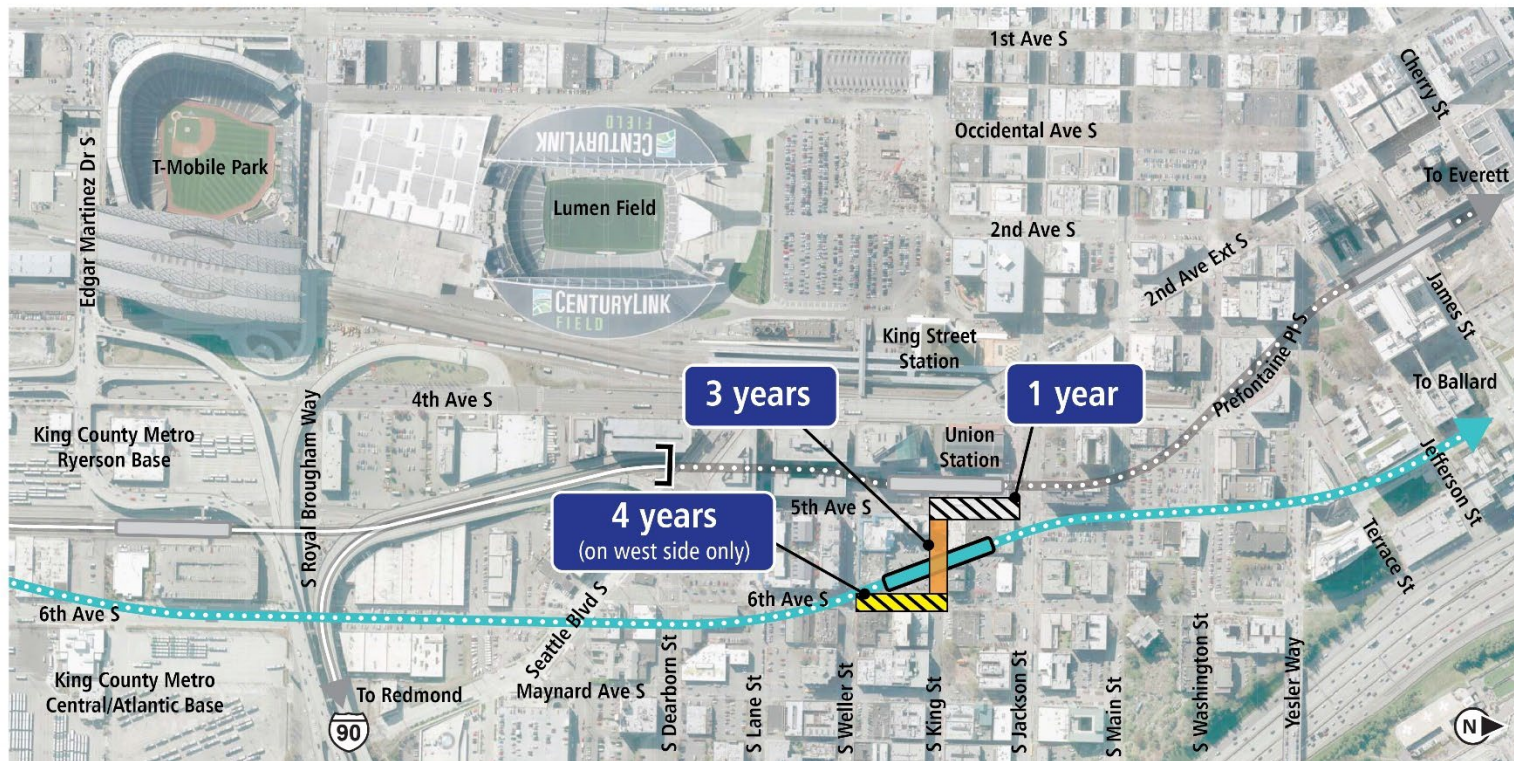 1st Ave S
Cherry St
Occidental Ave S
CENTURYLINK
FIELD
Edgar Martinez Dr S
T-Mobile Park
To Everett
Lumen Field
2nd Ave S
2nd Ave Ext S
CENTURYLINK
FIELD
James St
King Street
Station
Prefontaine Pl S
To Ballard
3 years
1 year
4th Ave S
S Royal Brougham Way
King County Metro
Ryerson Base
Union
Station
Jefferson St
4 years
(on west side only)
5th Ave S
Terrace St
6th Ave S
6th Ave S
Seattle Blvd S
S Dearborn St
S Lane St
S Weller St
S King St
S Jackson St
S Main St
S Washington St
Yesler Way
King County Metro
Central/Atlantic Base
To Redmond
Maynard Ave S
90
N